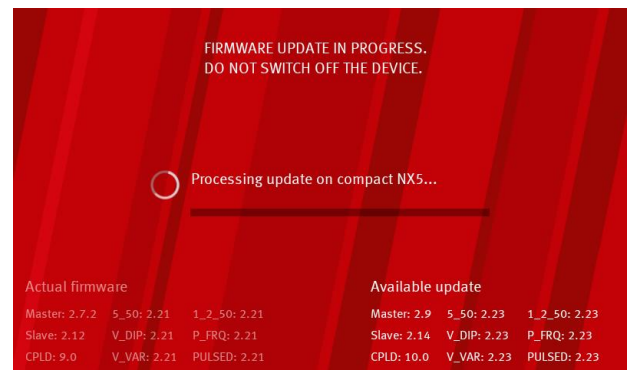 FIRMWARE UPDATE IN PROGRESS.
DO NOT SWITCH OFF THE DEVICE.
Processing update on compact NX5...
Actual firmware
Master: 2.7.2 5_50: 2.21 1_2_50: 2.21
Slave: 2.12 V_DIP: 2.21 P_FRQ: 2.21
CPLD: 9.0 V_VAR: 2.21 PULSED: 2.21
Available update
Master: 2.9 5_50: 2.23 1_2_50: 2.23
Slave: 2.14 V_DIP: 2.23 P_FRQ: 2.23
CPLD: 10.0 V_VAR: 2.23 PULSED: 2.23